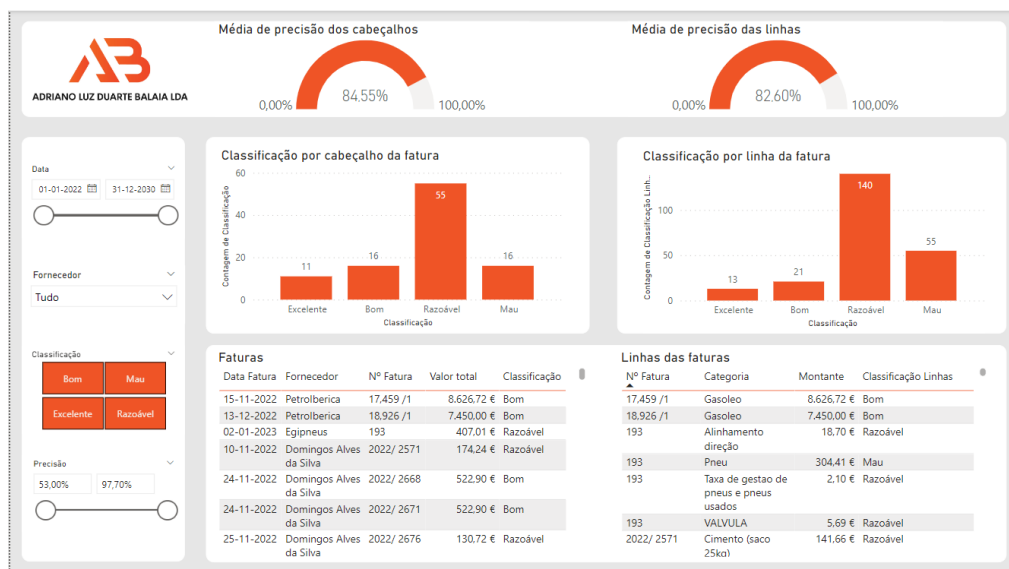 Média de precisão dos cabeçalhos
Média de precisão das linhas
AB
ADRIANO LUZ DUARTE BALAIA LDA
0,00% 84,55% 100,00%
0,00% 82,60% 100,00%
Data
01-01-2022 31-12-2030
Fornecedor
Tudo
Classificação
Bom Mau
Excelente Razoável
Precisão
53,00% 97,70%
Classificação por cabeçalho da fatura
Contagem de Classificação
60
40
20
0
11
16
55
16
Excelente Bom Razoável Mau
Classificação
Classificação por linha da fatura
Contagem de Classificação Linh...
100
50
0
13
21
140
55
Excelente Bom Razoável Mau
Classificação
Faturas
Data Fatura Fornecedor Nº Fatura Valor total Classificação
15-11-2022 PetroIberica 17,459 /1 8.626,72 € Bom
13-12-2022 PetroIberica 18,926 /1 7.450,00 € Bom
02-01-2023 Egipneus 193 407,01 € Razoável
10-11-2022 Domingos Alves 2022/ 2571 174,24 € Razoável
da Silva
24-11-2022 Domingos Alves 2022/ 2668 522,90 € Bom
da Silva
24-11-2022 Domingos Alves 2022/ 2671 522,90 € Bom
da Silva
25-11-2022 Domingos Alves 2022/ 2676 130,72 € Razoável
da Silva
Linhas das faturas
Nº Fatura Categoria Montante Classificação Linhas
17,459 /1 Gasoleo 8.626,72 € Bom
18,926 /1 Gasoleo 7.450,00 € Bom
193 Alinhamento 18,70 € Razoável
direção
193 Pneu 304,41 € Mau
193 Taxa de gestao de 2,10 € Razoável
pneus e pneus
usados
193 VALVULA 5,69 € Razoável
2022/ 2571 Cimento (saco 141,66 € Razoável
25kg)